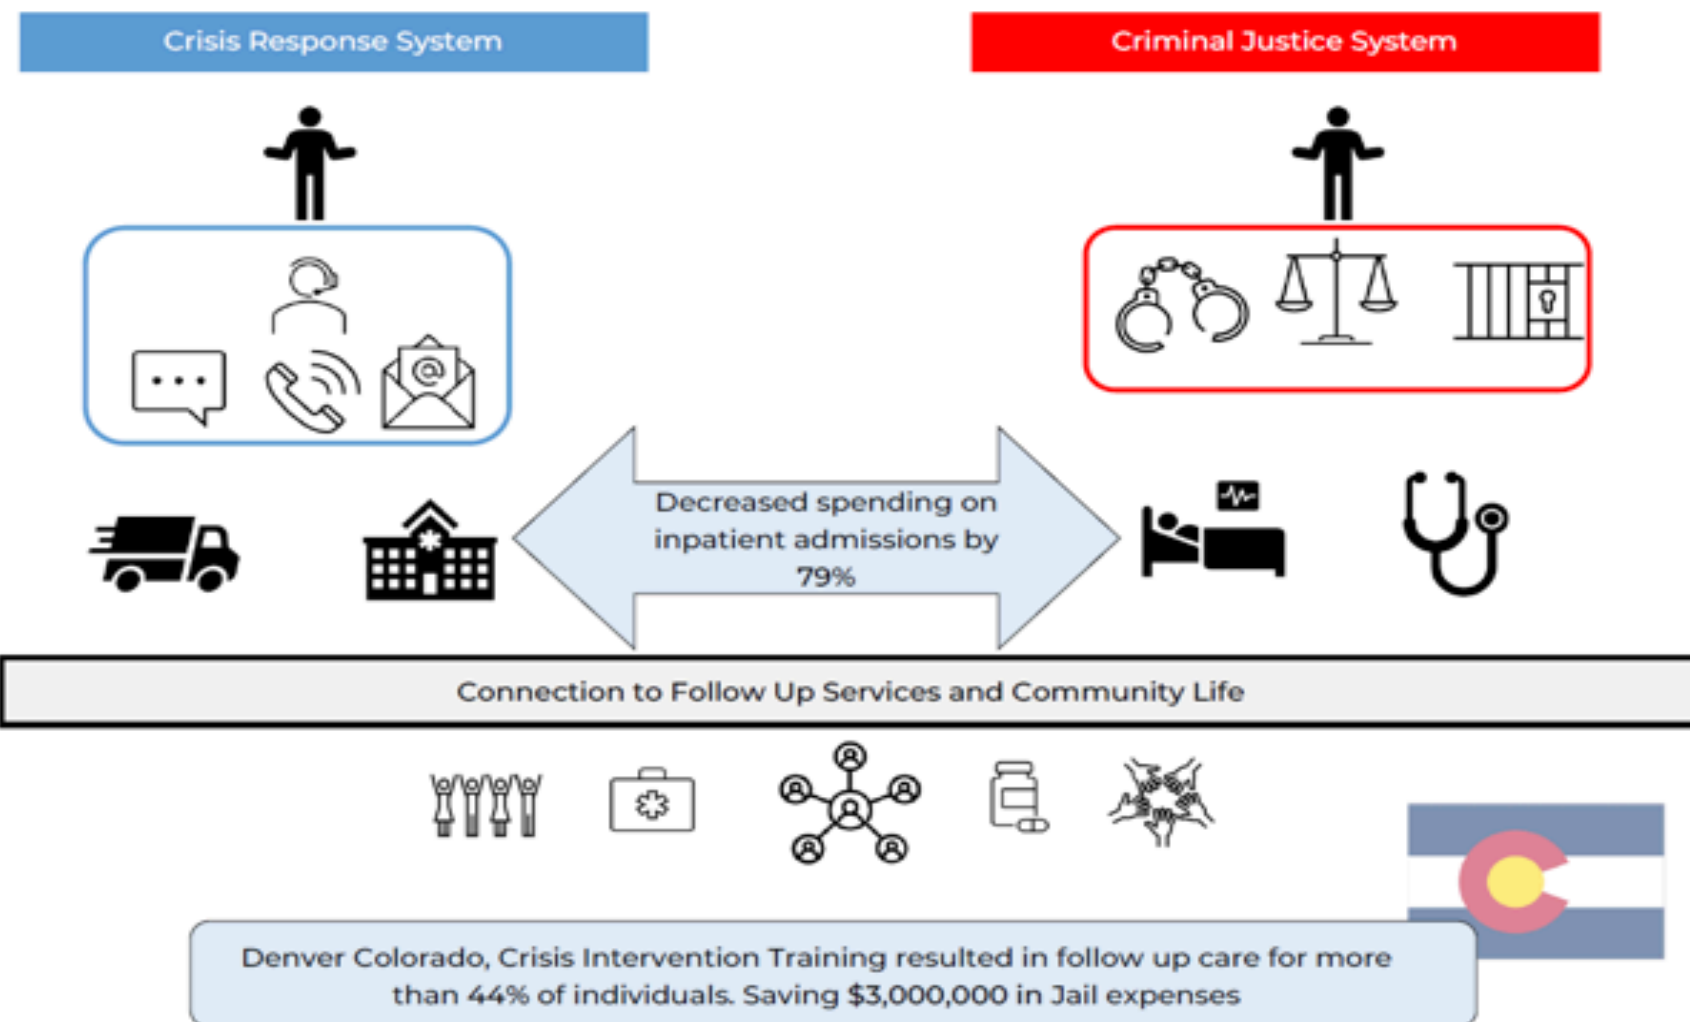 Crisis Response System
Criminal Justice System
@
Decreased spending on
inpatient admissions by
79%
Connection to Follow Up Services and Community Life
Denver Colorado, Crisis Intervention Training resulted in follow up care for more
than 44% of individuals. Saving $3,000,000 in Jail expenses